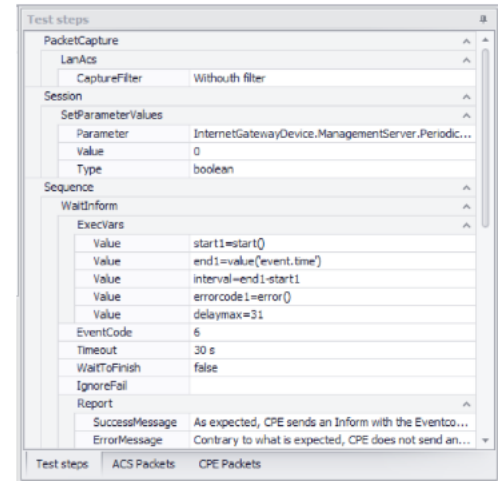 Test steps
PacketCapture
LanAcs
CaptureFilter Withouth filter
Session
SetParameterValues
Parameter InternetGatewayDevice.ManagementServer.Periodic...
Value 0
Type boolean
Sequence
WaitInform
ExecVars
Value start1=start()
Value end1=value('event.time')
Value interval=end1-start1
Value errorcode1=error()
Value delaymax=31
EventCode 6
Timeout 30 s
WaitToFinish false
IgnoreFail
Report
SuccessMessage As expected, CPE sends an Inform with the Eventco...
ErrorMessage Contrary to what is expected, CPE does not send an...
Test steps ACS Packets CPE Packets